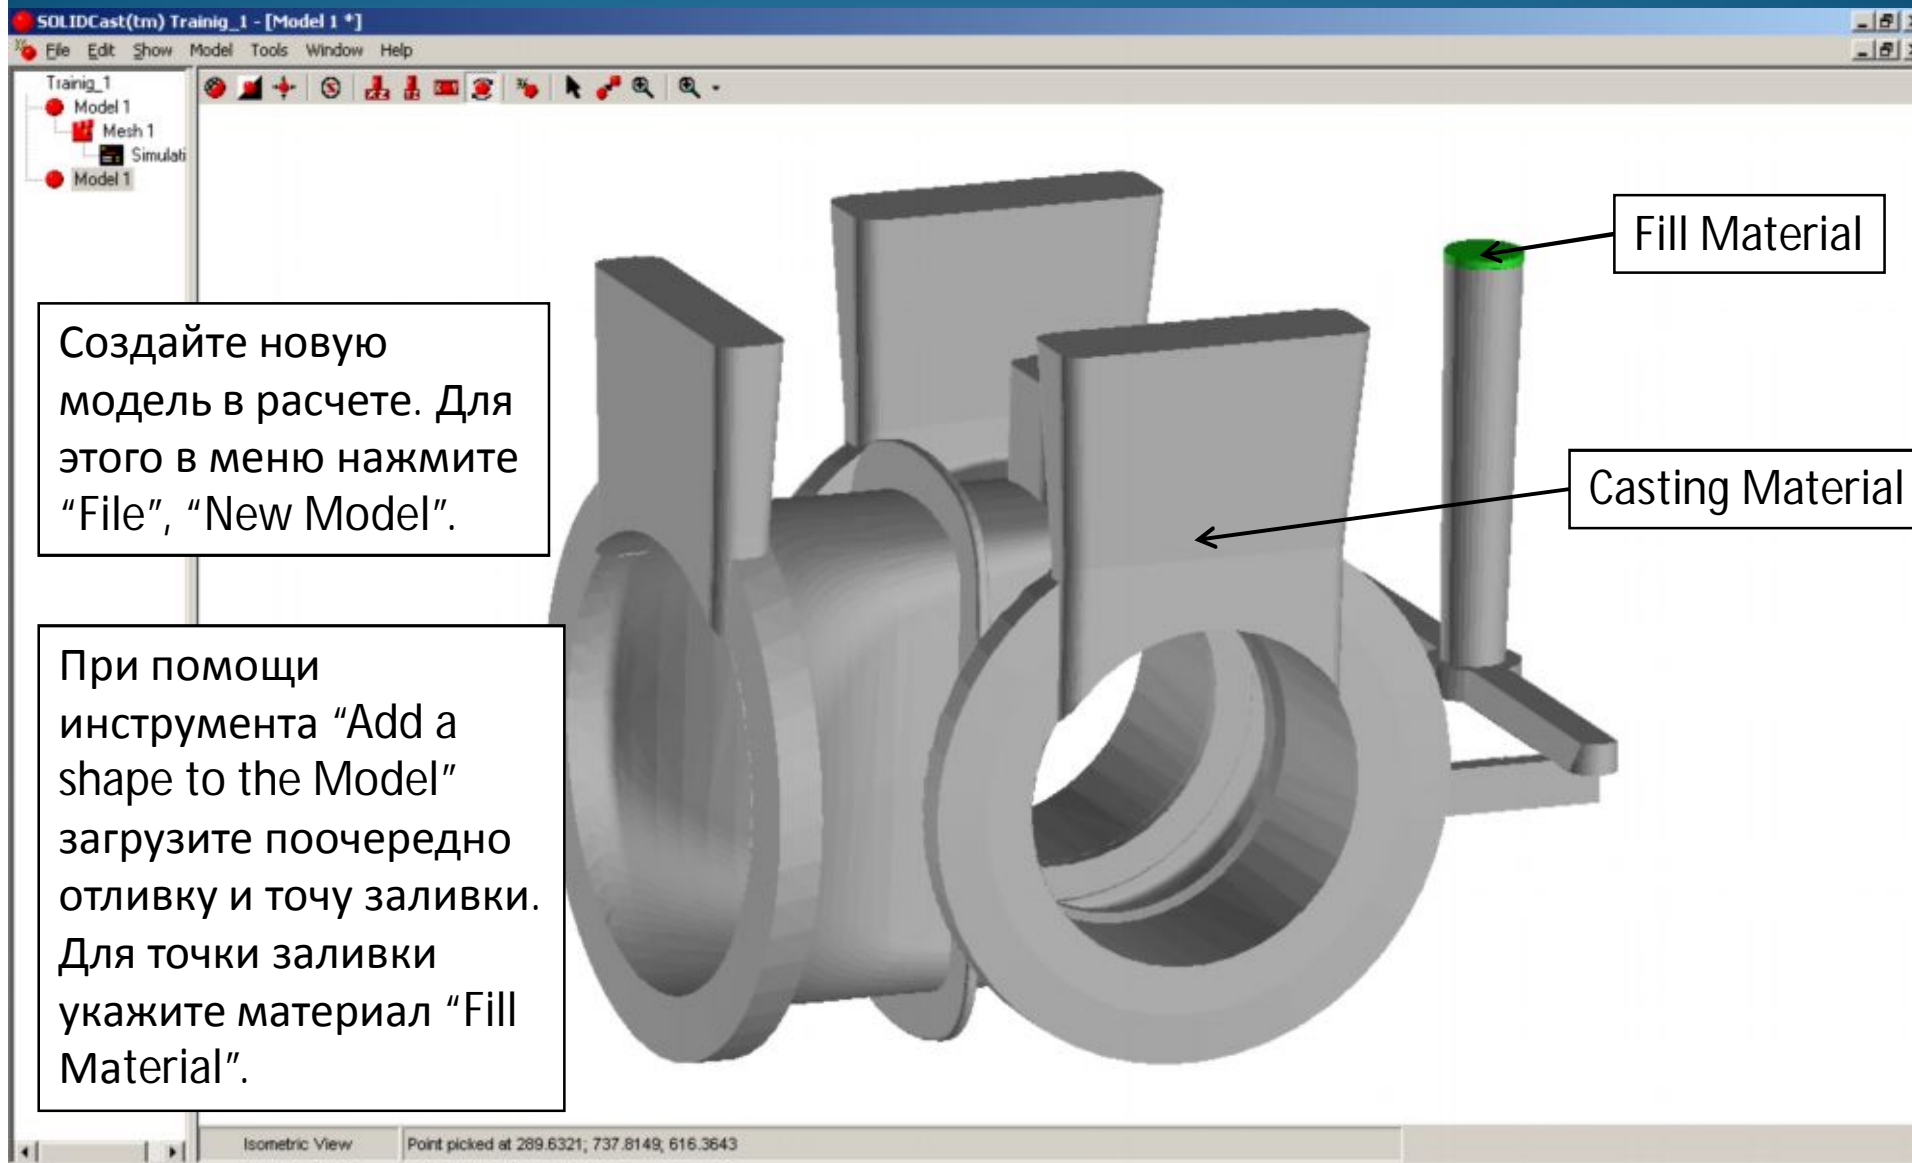 SOLIDCast(tm) Trainig_1 - [Model 1 *]
File Edit Show Model Tools Window Help
Trainig_1
Model 1
Mesh 1
Simulati
Model 1
Fill Material
Создайте новую
модель в расчете. Для
этого в меню нажмите
“File”, “New Model”.
Casting Material
При помощи
инструмента “Add a
shape to the Model”
загрузите поочередно
отливку и точу заливки.
Для точки заливки
укажите материал “Fill
Material”.
Isometric View
Point picked at 289.6321; 737.8149; 616.3643